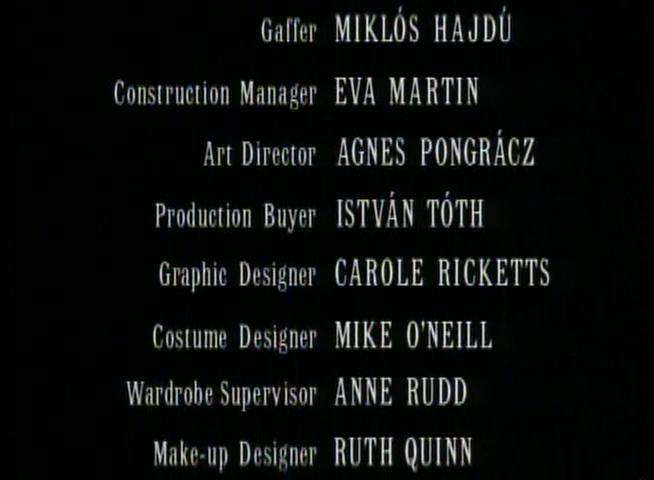 Gaffer MIKLÓS HAJDÚ
Construction Manager EVA MARTIN
Art Director AGNES PONGRÁCZ
Production Buyer ISTVÁN TÓTH
Graphic Designer CAROLE RICKETTS
Costume Designer MIKE O'NEILL
Wardrobe Supervisor ANNE RUDD
Make-up Designer RUTH QUINN